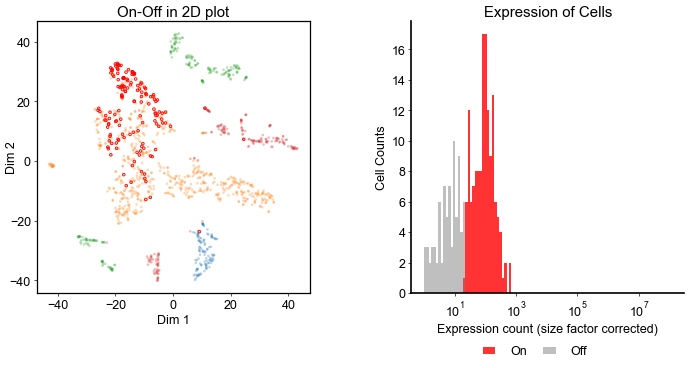 On-Off in 2D plot
Expression of Cells
40
20
0
−20
−40
Dim 2
−40 −20 0 20 40
Dim 1
16
14
12
10
8
6
4
2
0
Cell Counts
10^1 10^3 10^5 10^7
Expression count (size factor corrected)
On Off